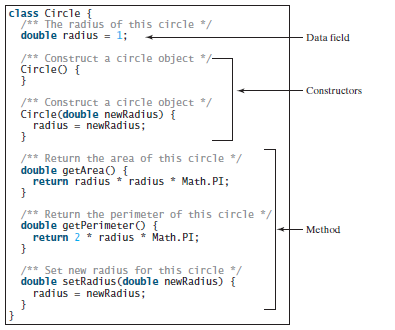 class Circle {
/** The radius of this circle */
double radius = 1;
Data field
/** Construct a circle object */
Circle() {
}
Constructors
/** Construct a circle object */
Circle(double newRadius) {
radius = newRadius;
}
/** Return the area of this circle */
double getArea() {
return radius * radius * Math.PI;
}
/** Return the perimeter of this circle */
double getPerimeter() {
return 2 * radius * Math.PI;
}
Method
/** Set new radius for this circle */
double setRadius(double newRadius) {
radius = newRadius;
}
}